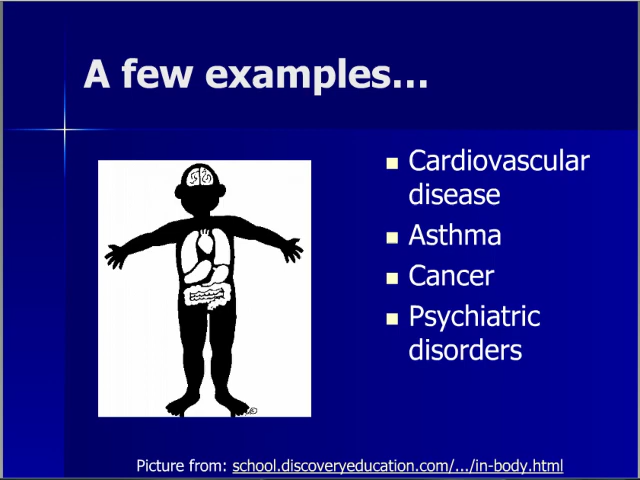 A few examples…
Cardiovascular
disease
Asthma
Cancer
Psychiatric
disorders
Picture from: school.discoveryeducation.com/.../in-body.html